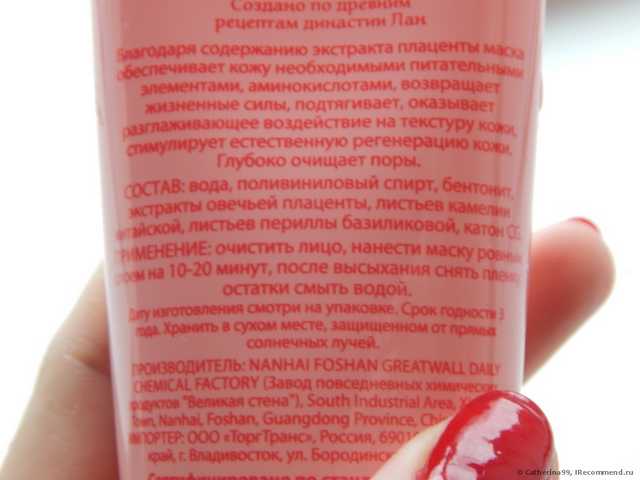 Создано по древним
рецептам династии Лан
Благодаря содержанию экстракта плаценты маска
обеспечивает кожу необходимыми питательными
элементами, аминокислотами, возвращает
жизненные силы, подтягивает, оказывает
разглаживающее воздействие на текстуру кожи,
стимулирует естественную регенерацию кожи.
Глубоко очищает поры.
СОСТАВ: вода, поливиниловый спирт, бентонит,
экстракты овечьей плаценты, листьев камелии
китайской, листьев периллы базиликовой, катон CG.
ПРИМЕНЕНИЕ: очистить лицо, нанести маску ровным
слоем на 10-20 минут, после высыхания снять пленку,
остатки смыть водой.
Дату изготовления смотри на упаковке. Срок годности 3
года. Хранить в сухом месте, защищенном от прямых
солнечных лучей.
ПРОИЗВОДИТЕЛЬ: NANHAI FOSHAN GREATWALL DAILY
CHEMICAL FACTORY (Завод повседневных химических
продуктов "Великая стена"), South Industrial Area,
Town, Nanhai, Foshan, Guangdong Province,
ИМПОРТЕР: ООО «ТоргТранс», Россия,
край, г. Владивосток, ул.
Сертифицировано по
© Catherina99, IRecommend.ru